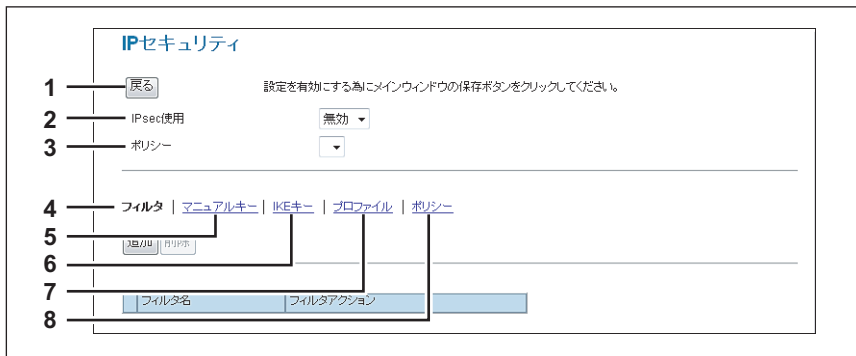 IPセキュリティ
1 戻る 設定を有効にする為にメインウィンドウの保存ボタンをクリックしてください。
2 IPsec使用 無効
3 ポリシー
4 フィルタ | マニュアルキー | IKEキー | プロファイル | ポリシー
5
追加 削除
6
7
フィルタ名 フィルタアクション
8